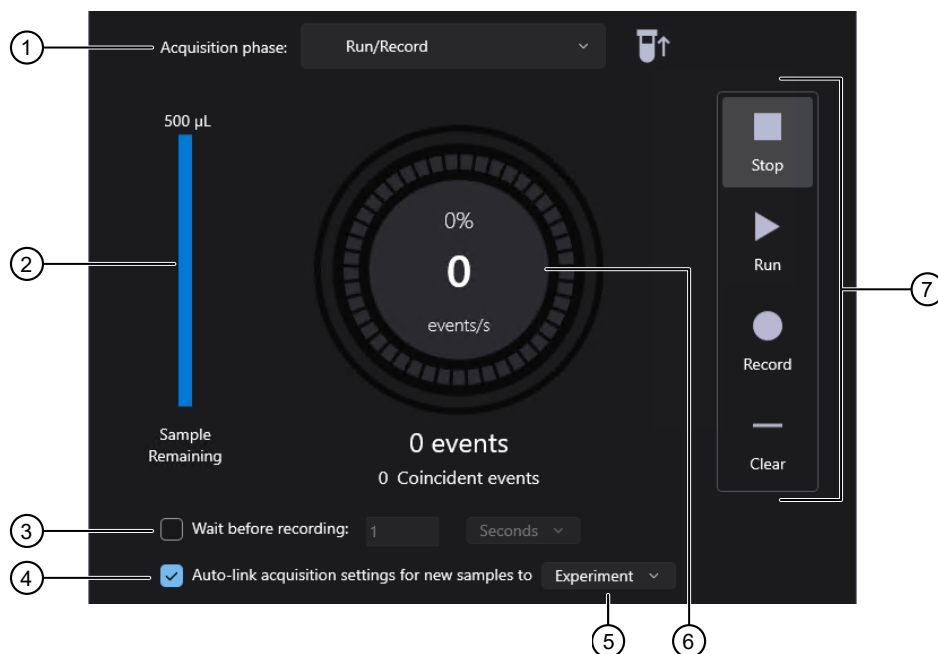 1
Acquisition phase:
Run/Record
500 µL
2
Sample
Remaining
0%
0
events/s
0 events
0 Coincident events
Stop
Run
Record
Clear
7
3
Wait before recording:
1
Seconds
4
Auto-link acquisition settings for new samples to
Experiment
5
6